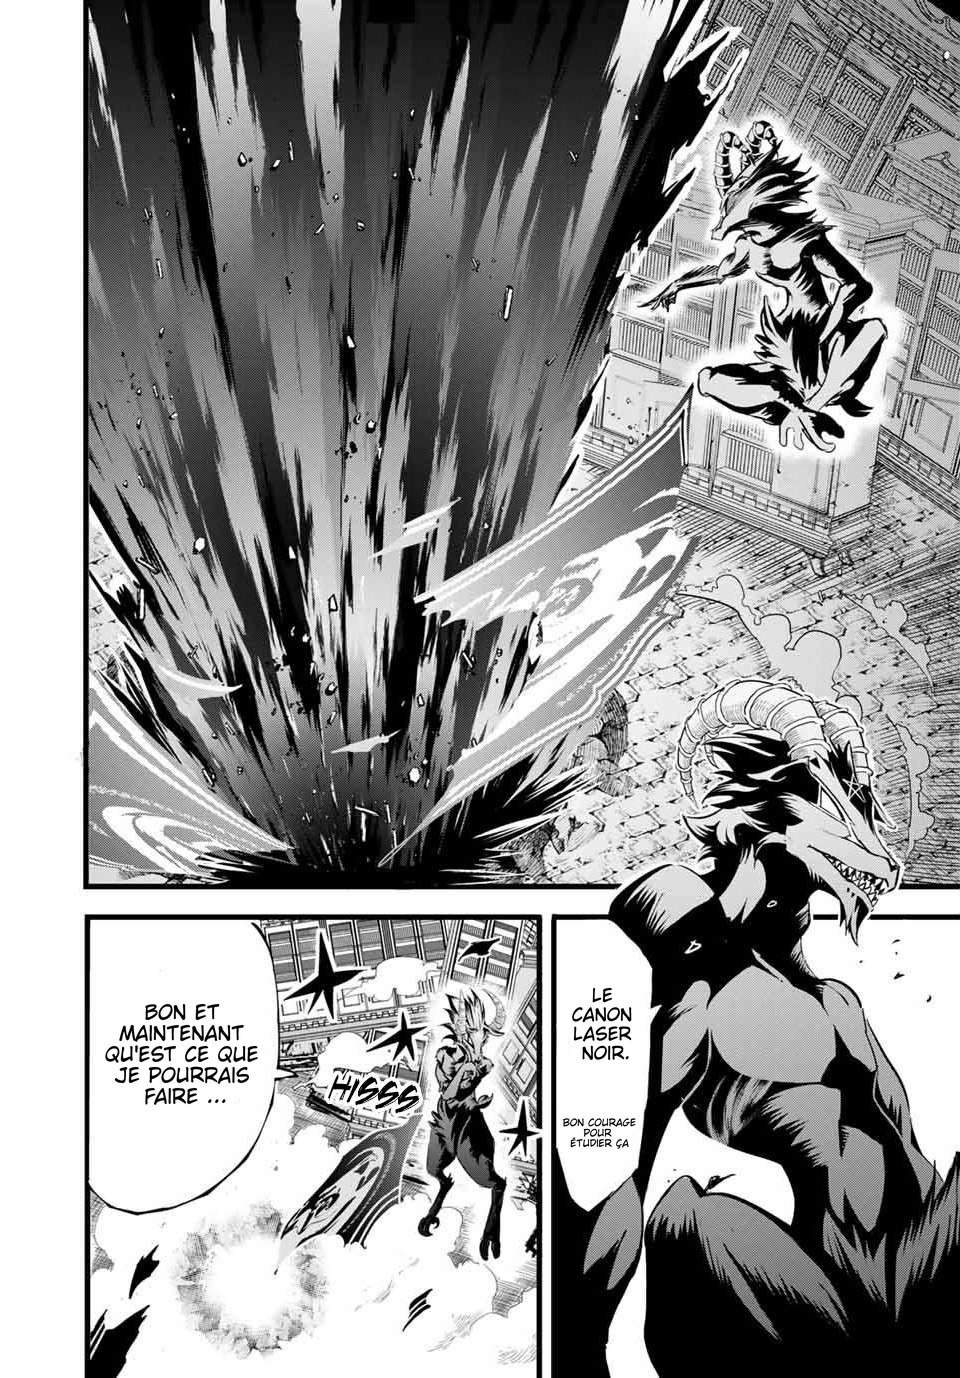 LE
CANON
LASER
NOIR.
BON COURAGE
POUR
ÉTUDIER ÇA
BON ET
MAINTENANT
QU'EST CE QUE
JE POURRAIS
FAIRE ...
HISSS